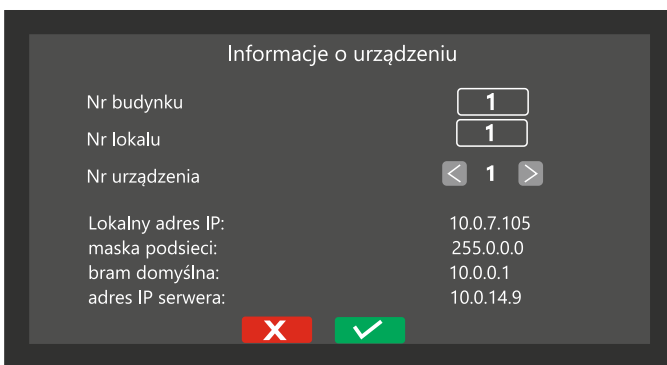 Informacje o urządzeniu
Nr budynku 1
Nr lokalu 1
Nr urządzenia < 1 >
Lokalny adres IP: 10.0.7.105
maska podsieci: 255.0.0.0
bram domyślna: 10.0.0.1
adres IP serwera: 10.0.14.9